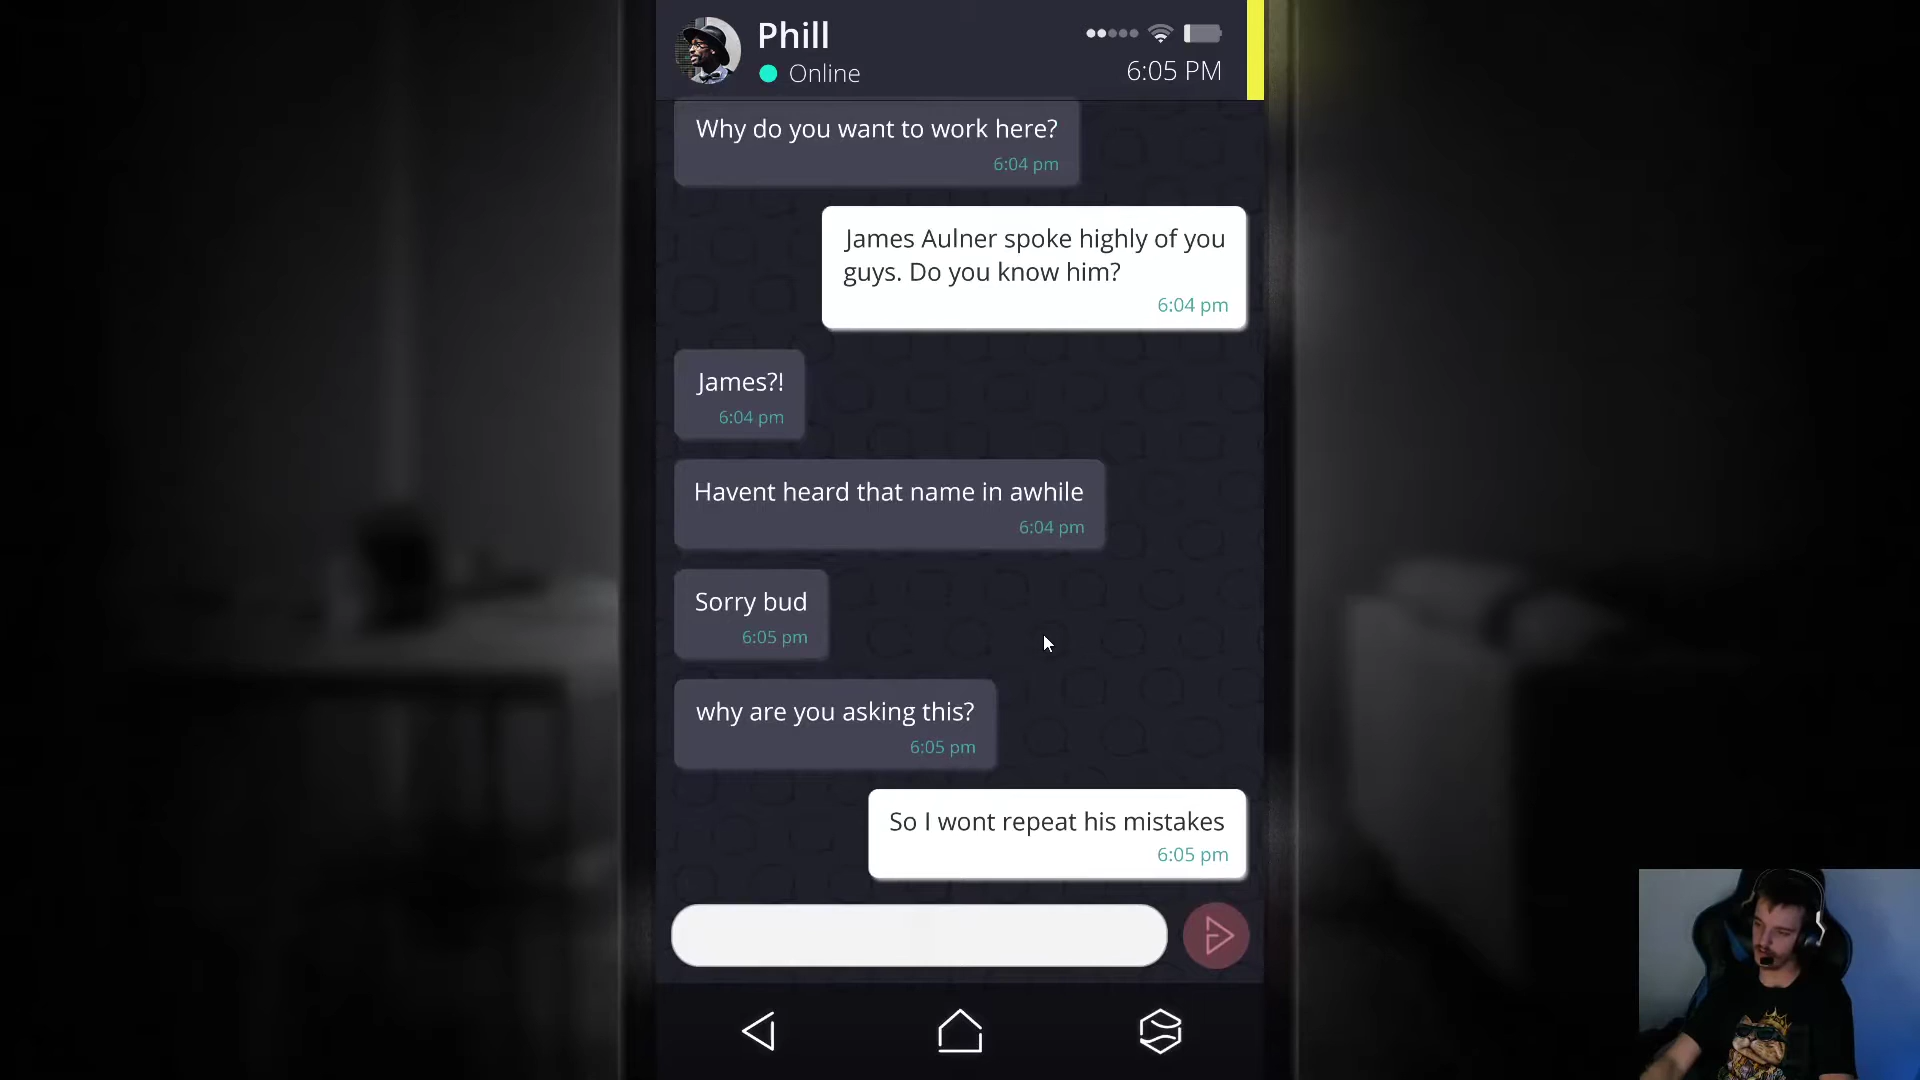 Phill
Online
6:05 PM
Why do you want to work here?
6:04 pm
James Aulner spoke highly of you
guys. Do you know him?
6:04 pm
James?!
6:04 pm
Havent heard that name in awhile
6:04 pm
Sorry bud
6:05 pm
why are you asking this?
6:05 pm
So I wont repeat his mistakes
6:05 pm